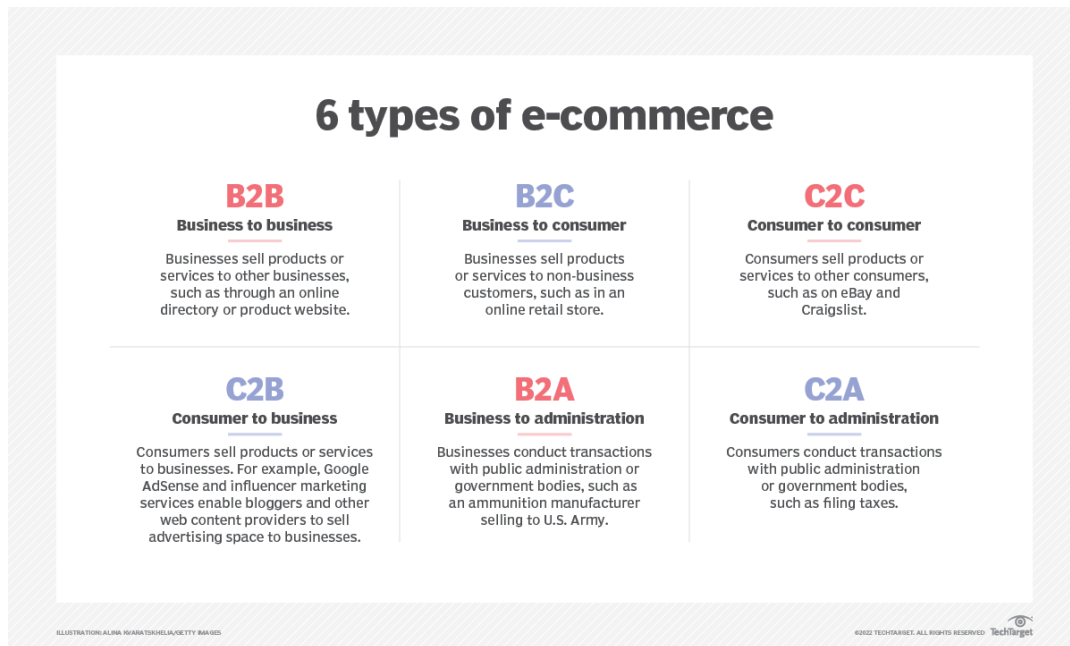 6 types of e-commerce
B2B
Business to business
Businesses sell products or
services to other businesses,
such as through an online
directory or product website.
B2C
Business to consumer
Businesses sell products
or services to non-business
customers, such as in an
online retail store.
C2C
Consumer to consumer
Consumers sell products or
services to other consumers,
such as on eBay and
Craigslist.
C2B
Consumer to business
Consumers sell products or services
to businesses. For example, Google
AdSense and influencer marketing
services enable bloggers and other
web content providers to sell
advertising space to businesses.
B2A
Business to administration
Businesses conduct transactions
with public administration or
government bodies, such as
an ammunition manufacturer
selling to U.S. Army.
C2A
Consumer to administration
Consumers conduct transactions
with public administration
or government bodies,
such as filing taxes.
ILLUSTRATION: ALINA KVARATSKHELIA/GETTY IMAGES
©2022 TECHTARGET. ALL RIGHTS RESERVED TechTarget